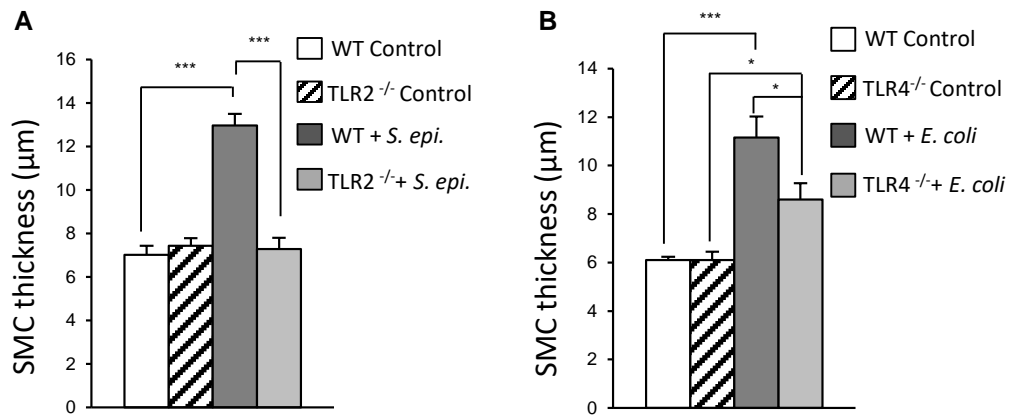 A
SMC thickness (μm)
16
14
12
10
8
6
4
2
0
***
***
WT Control
TLR2 -/- Control
WT + S. epi.
TLR2 -/- + S. epi.
B
SMC thickness (μm)
14
12
10
8
6
4
2
0
***
*
*
WT Control
TLR4-/- Control
WT + E. coli
TLR4 -/- + E. coli